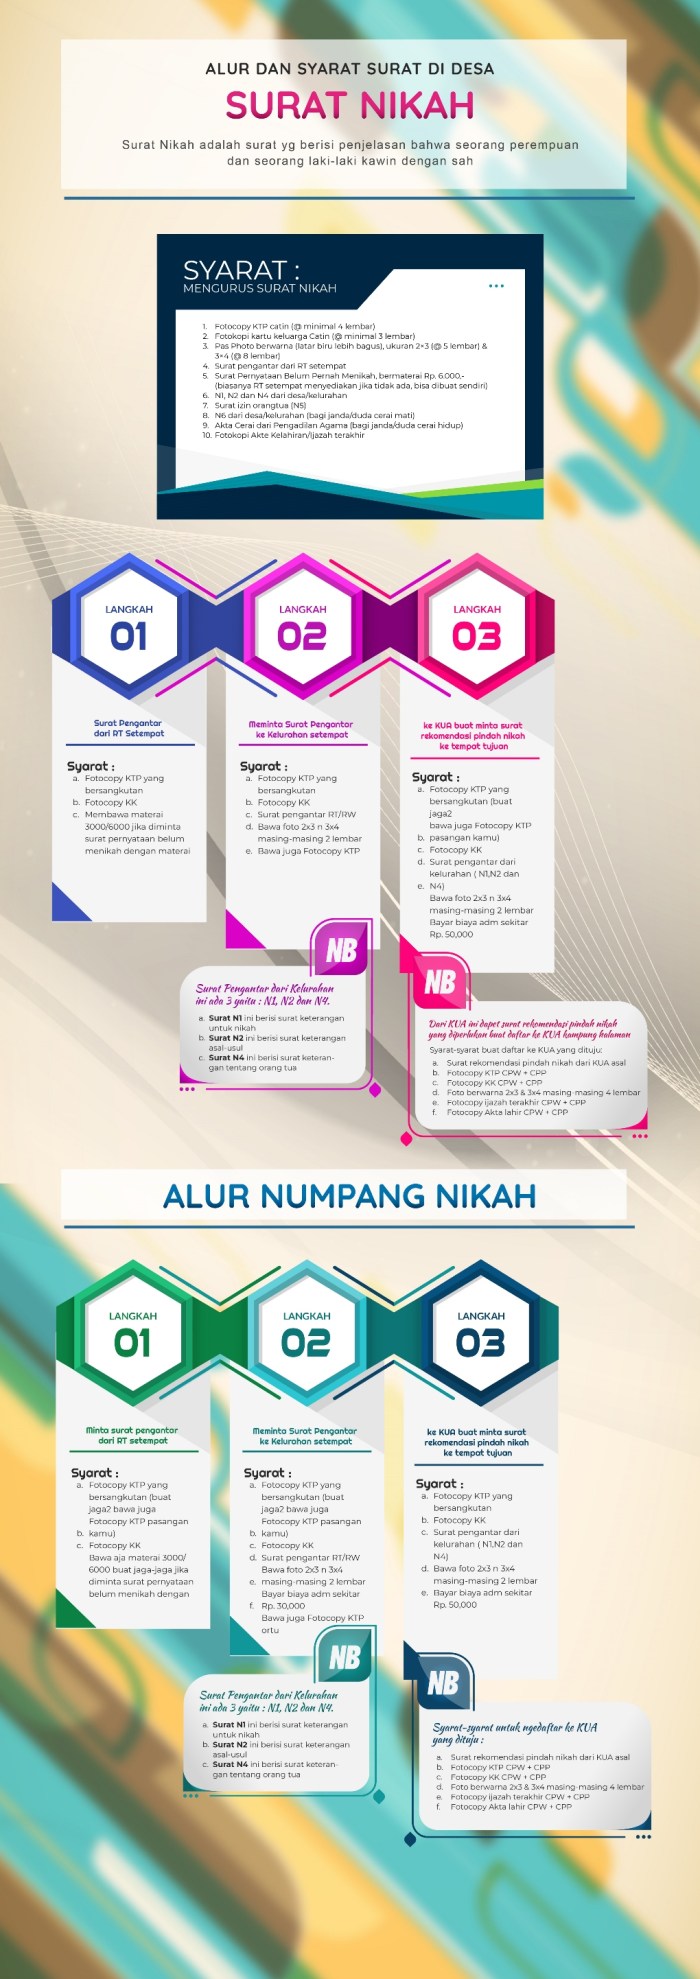 ALUR DAN SYARAT SURAT DI DESA
SURAT NIKAH
Surat Nikah adalah surat yg berisi penjelasan bahwa seorang perempuan
dan seorang laki-laki kawin dengan sah
SYARAT :
MENGURUS SURAT NIKAH
1. Fotocopy KTP catin (@ minimal 4 lembar)
2. Fotokopi kartu keluarga Catin (@ minimal 3 lembar)
3. Pas Photo berwarna (latar biru lebih bagus), ukuran 2×3 (@ 5 lembar) &
3×4 (@ 8 lembar)
4. Surat pengantar dari RT setempat
5. Surat Pernyataan Belum Pernah Menikah, bermaterai Rp. 6.000,-
(biasanya RT setempat menyediakan jika tidak ada, bisa dibuat sendiri)
6. N1, N2 dan N4 dari desa/kelurahan
7. Surat izin orangtua (N5)
8. N6 dari desa/kelurahan (bagi janda/duda cerai mati)
9. Akta Cerai dari Pengadilan Agama (bagi janda/duda cerai hidup)
10. Fotokopi Akte Kelahiran/Ijazah terakhir
LANGKAH
01
Surat Pengantar
dari RT Setempat
Syarat :
a. Fotocopy KTP yang
bersangkutan
b. Fotocopy KK
c. Membawa materai
3000/6000 jika diminta
surat pernyataan belum
menikah dengan materai
LANGKAH
02
Meminta Surat Pengantar
ke Kelurahan setempat
Syarat :
a. Fotocopy KTP yang
bersangkutan
b. Fotocopy KK
c. Surat pengantar RT/RW
d. Bawa foto 2x3 n 3x4
masing-masing 2 lembar
e. Bawa juga Fotocopy KTP
LANGKAH
03
ke KUA buat minta surat
rekomendasi pindah nikah
ke tempat tujuan
Syarat :
a. Fotocopy KTP yang
bersangkutan (buat
jaga2
bawa juga Fotocopy KTP
b. pasangan kamu)
c. Fotocopy KK
d. Surat pengantar dari
kelurahan ( N1,N2 dan
e. N4)
Bawa foto 2x3 n 3x4
masing-masing 2 lembar
Bayar biaya adm sekitar
Rp. 50,000
NB
Surat Pengantar dari Kelurahan
ini ada 3 yaitu : N1, N2 dan N4.
a. Surat N1 ini berisi surat keterangan
untuk nikah
b. Surat N2 ini berisi surat keterangan
asal-usul
c. Surat N4 ini berisi surat keteran-
gan tentang orang tua
NB
Dari KUA ini dapet surat rekomendasi pindah nikah
yang diperlukan buat daftar ke KUA kampung halaman
Syarat-syarat buat daftar ke KUA yang dituju:
a. Surat rekomendasi pindah nikah dari KUA asal
b. Fotocopy KTP CPW + CPP
c. Fotocopy KK CPW + CPP
d. Foto berwarna 2x3 & 3x4 masing-masing 4 lembar
e. Fotocopy ijazah terakhir CPW + CPP
f. Fotocopy Akta lahir CPW + CPP
ALUR NUMPANG NIKAH
LANGKAH
01
Minta surat pengantar
dari RT setempat
Syarat :
a. Fotocopy KTP yang
bersangkutan (buat
jaga2 bawa juga
Fotocopy KTP pasangan
b. kamu)
c. Fotocopy KK
Bawa aja materai 3000/
6000 buat jaga-jaga jika
diminta surat pernyataan
belum menikah dengan
LANGKAH
02
Meminta Surat Pengantar
ke Kelurahan setempat
Syarat :
a. Fotocopy KTP yang
bersangkutan (buat
jaga2 bawa juga
Fotocopy KTP pasangan
b. kamu)
c. Fotocopy KK
d. Surat pengantar RT/RW
Bawa foto 2x3 n 3x4
e. masing-masing 2 lembar
Bayar biaya adm sekitar
f. Rp. 30,000
Bawa juga Fotocopy KTP
ortu
LANGKAH
03
ke KUA buat minta surat
rekomendasi pindah nikah
ke tempat tujuan
Syarat :
a. Fotocopy KTP yang
bersangkutan
b. Fotocopy KK
c. Surat pengantar dari
kelurahan ( N1,N2 dan
N4)
d. Bawa foto 2x3 n 3x4
masing-masing 2 lembar
e. Bayar biaya adm sekitar
Rp. 50,000
NB
Surat Pengantar dari Kelurahan
ini ada 3 yaitu : N1, N2 dan N4.
a. Surat N1 ini berisi surat keterangan
untuk nikah
b. Surat N2 ini berisi surat keterangan
asal-usul
c. Surat N4 ini berisi surat keteran-
gan tentang orang tua
NB
Syarat-syarat untuk ngedaftar ke KUA
yang dituju :
a. Surat rekomendasi pindah nikah dari KUA asal
b. Fotocopy KTP CPW + CPP
c. Fotocopy KK CPW + CPP
d. Foto berwarna 2x3 & 3x4 masing-masing 4 lembar
e. Fotocopy ijazah terakhir CPW + CPP
f. Fotocopy Akta lahir CPW + CPP